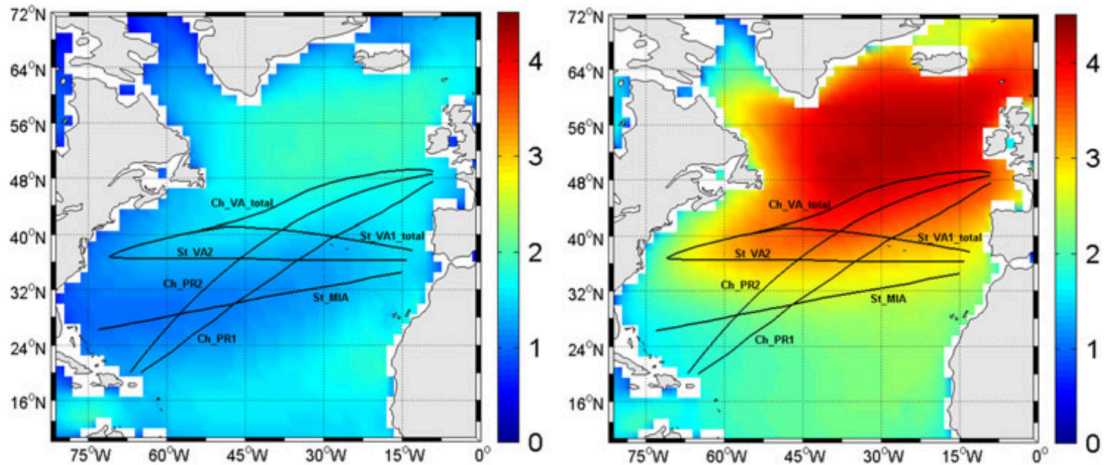 72°N
64°N
56°N
48°N
40°N
32°N
24°N
16°N
75°W
60°W
45°W
30°W
15°W
0°
Ch_VA_total
St_VA1_total
St_VA2
Ch_PR2
St_MIA
Ch_PR1
4
3
2
1
0
72°N
64°N
56°N
48°N
40°N
32°N
24°N
16°N
75°W
60°W
45°W
30°W
15°W
0°
Ch_VA_total
St_VA1_total
St_VA2
Ch_PR2
St_MIA
Ch_PR1
4
3
2
1
0